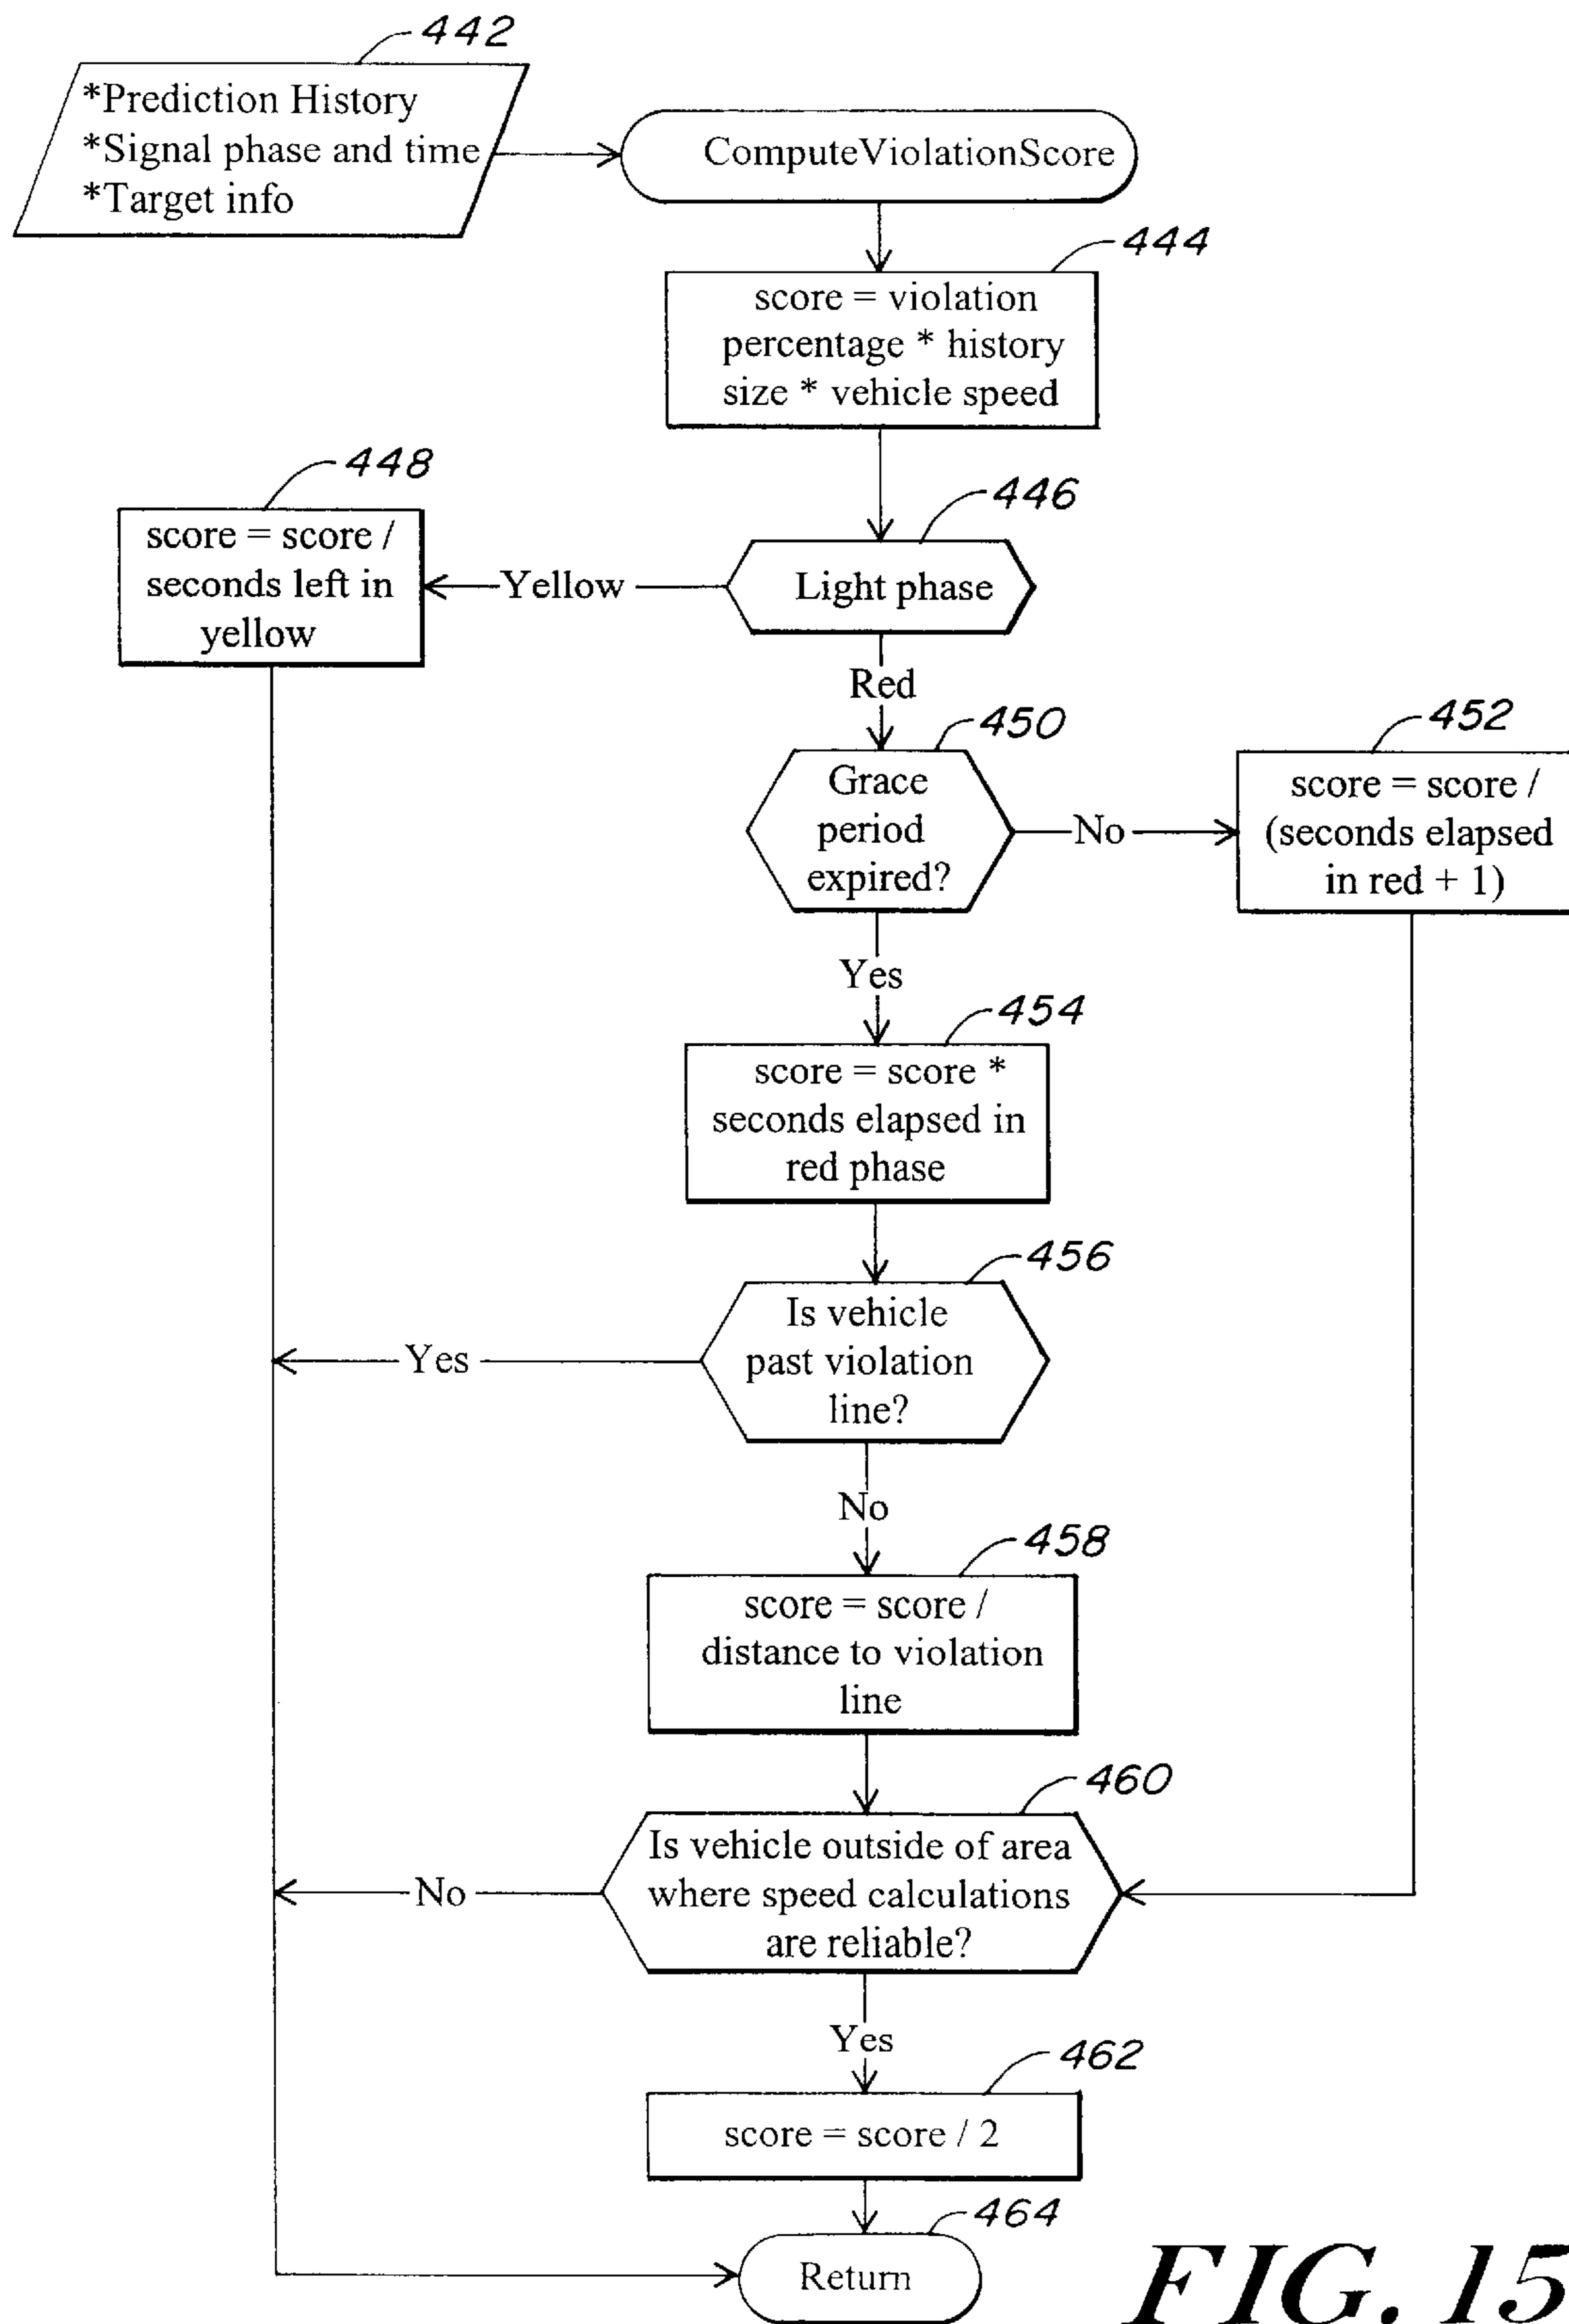 442
*Prediction History
*Signal phase and time
*Target info
ComputeViolationScore
444
score = violation
percentage * history
size * vehicle speed
446
Light phase
Yellow
448
score = score /
seconds left in
yellow
Red
450
Grace
period
expired?
No
452
score = score /
(seconds elapsed
in red + 1)
Yes
454
score = score *
seconds elapsed in
red phase
456
Is vehicle
past violation
line?
Yes
No
458
score = score /
distance to violation
line
460
Is vehicle outside of area
where speed calculations
are reliable?
No
Yes
462
score = score / 2
464
Return
FIG. 15